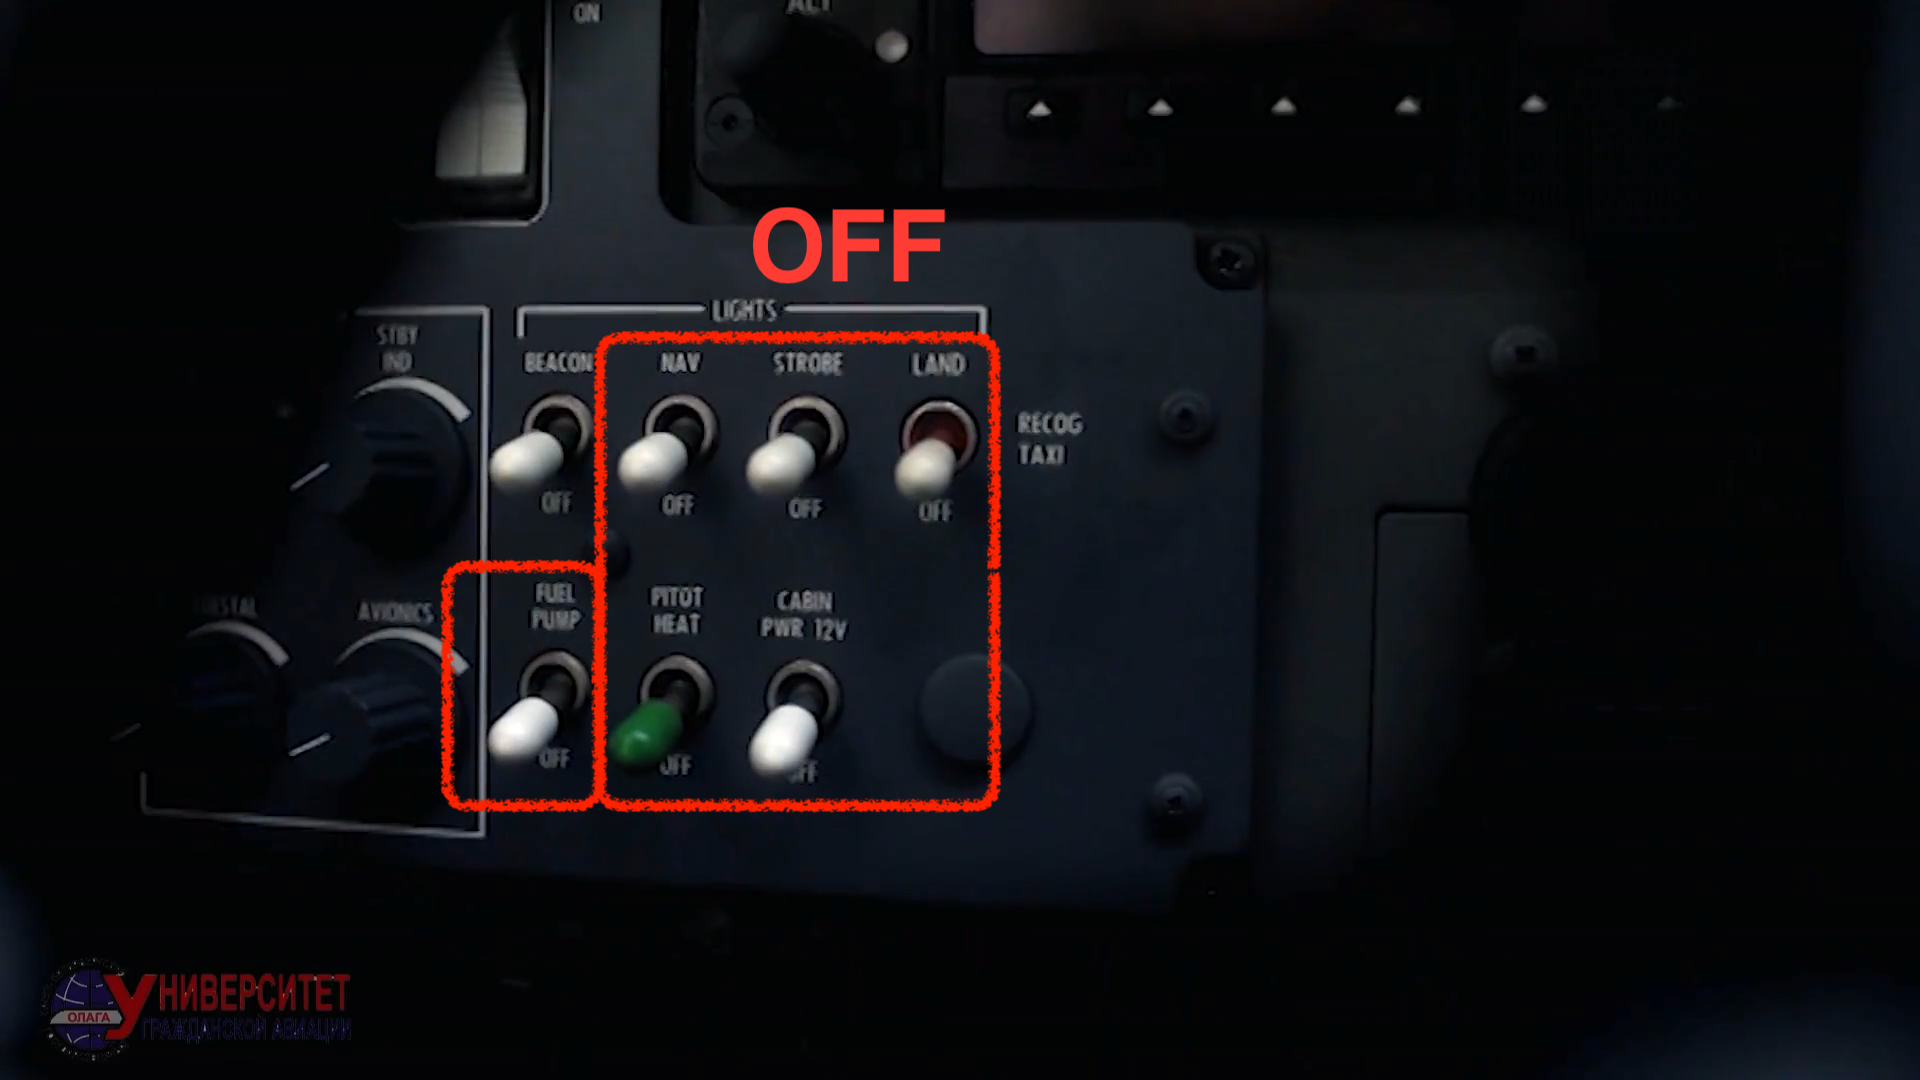 ON
ALT
OFF
LIGHTS
STBY
IND
BEACON
NAV
STROBE
LAND
RECOG
TAXI
OFF
OFF
OFF
OFF
AVIONICS
FUEL
PUMP
PITOT
HEAT
CABIN
PWR 12V
OFF
OFF
OFF
УНИВЕРСИТЕТ
ОЛАГА
ГРАЖДАНСКОЙ АВИАЦИИ